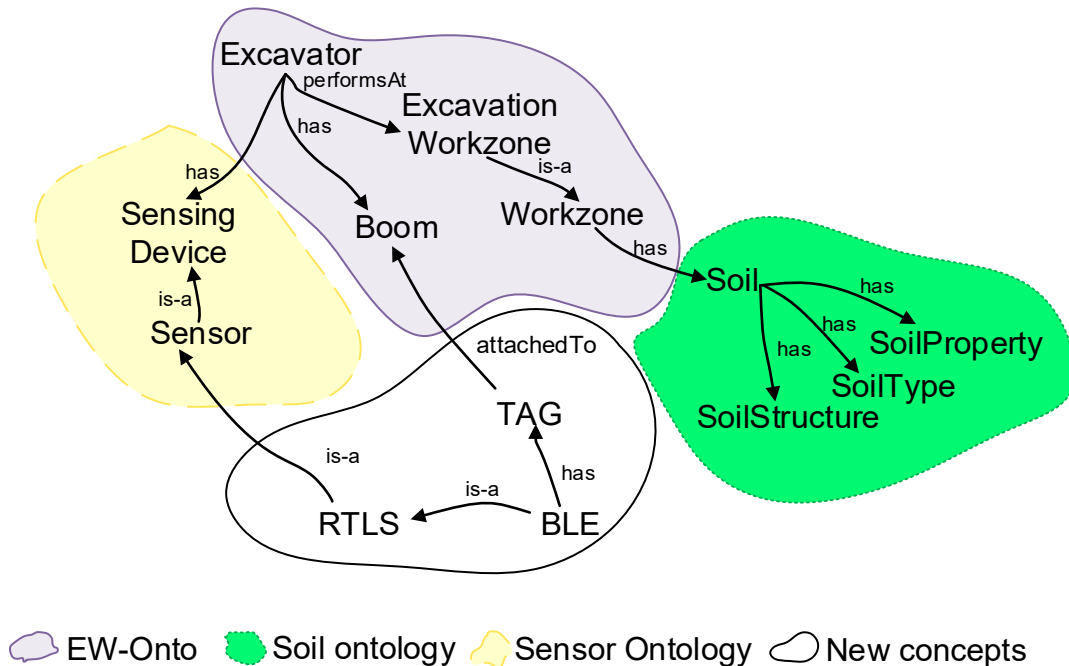 Excavator
performsAt
Excavation
Workzone
has
is-a
has
Sensing
Device
Boom
Workzone
has
Soil
is-a
Sensor
has
has
has
SoilProperty
SoilType
SoilStructure
attachedTo
TAG
is-a
has
is-a
RTLS
BLE
EW-Onto
Soil ontology
Sensor Ontology
New concepts